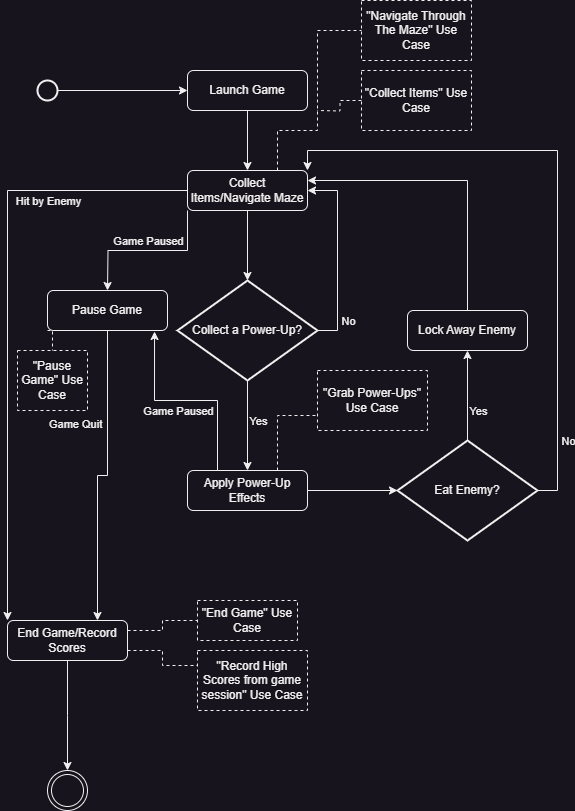 "Navigate Through
The Maze" Use
Case
Launch Game
"Collect Items" Use
Case
Collect
Items/Navigate Maze
Hit by Enemy
Game Paused
Pause Game
Collect a Power-Up?
No
Lock Away Enemy
"Pause
Game" Use
Case
"Grab Power-Ups"
Use Case
Game Paused
Yes
Yes
Game Quit
No
Apply Power-Up
Effects
Eat Enemy?
"End Game" Use
Case
End Game/Record
Scores
"Record High
Scores from game
session" Use Case